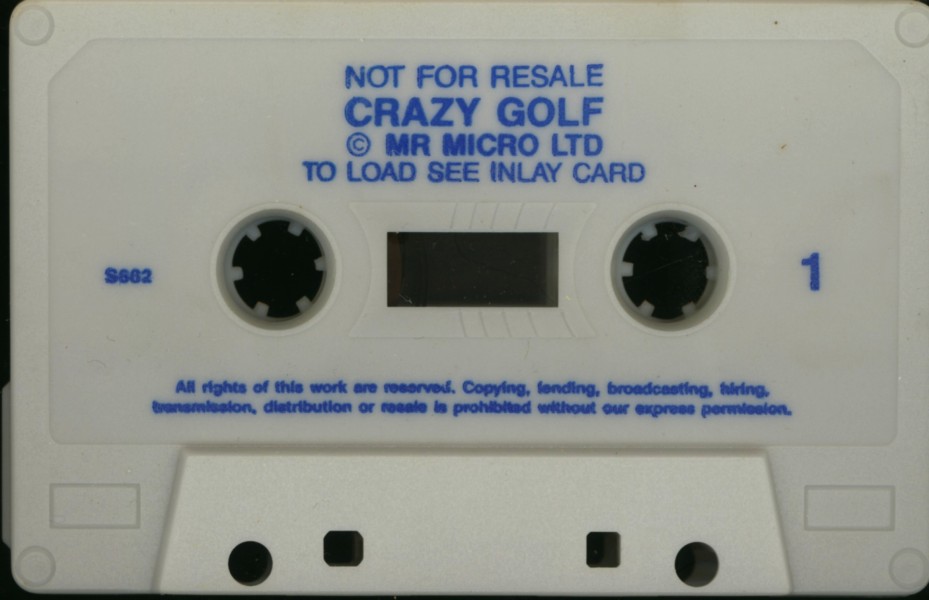 NOT FOR RESALE
CRAZY GOLF
© MR MICRO LTD
TO LOAD SEE INLAY CARD
S662
1
All rights of this work are reserved. Copying, lending, broadcasting, hiring,
transmission, distribution or resale is prohibited without our express permission.